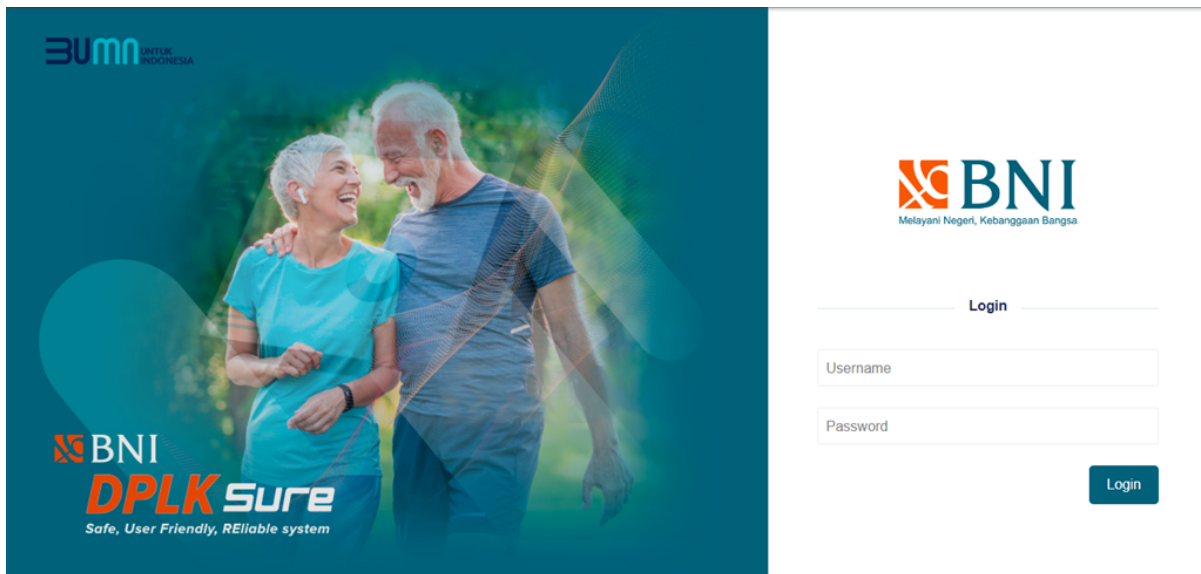 BUMN UNTUK
INDONESIA
BNI
DPLK Sure
Safe, User Friendly, REliable system
BNI
Melayani Negeri, Kebanggaan Bangsa
Login
Username
Password
Login